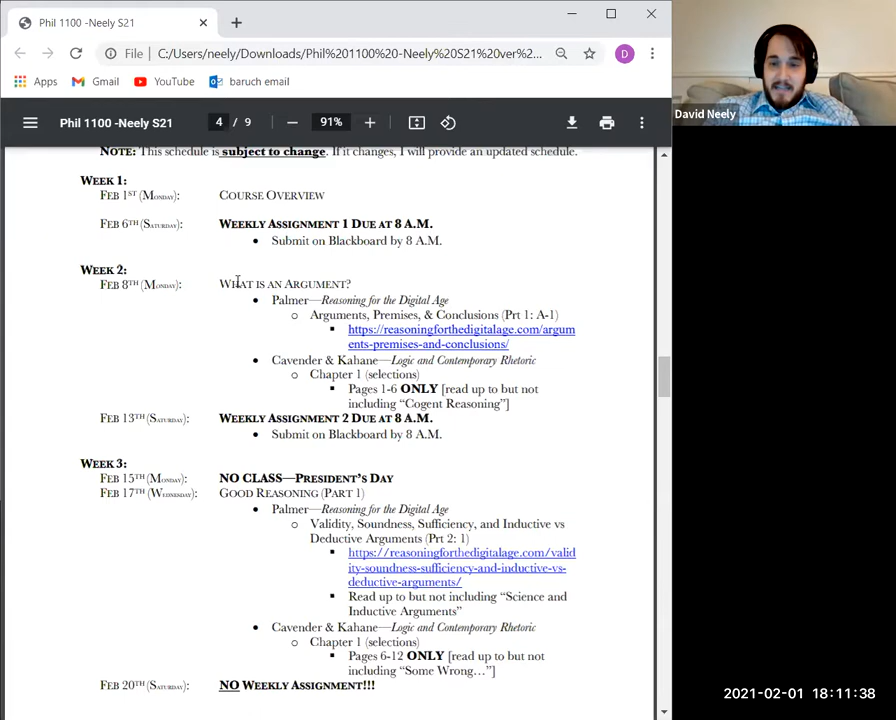 Phil 1100 -Neely S21
File
C:/Users/neely/Downloads/Phil%201100%20-Neely%20S21%20ver%2...
D
Apps
Gmail
YouTube
baruch email
Phil 1100 -Neely S21
4 / 9
91%
David Neely
NOTE: This schedule is subject to change. If it changes, I will provide an updated schedule.
WEEK 1:
FEB 1ST (MONDAY): COURSE OVERVIEW
FEB 6TH (SATURDAY): WEEKLY ASSIGNMENT 1 DUE AT 8 A.M.
• Submit on Blackboard by 8 A.M.
WEEK 2:
FEB 8TH (MONDAY): WHAT IS AN ARGUMENT?
• Palmer—Reasoning for the Digital Age
o Arguments, Premises, & Conclusions (Prt 1: A-1)
▪ https://reasoningforthedigitalage.com/argum
ents-premises-and-conclusions/
• Cavender & Kahane—Logic and Contemporary Rhetoric
o Chapter 1 (selections)
▪ Pages 1-6 ONLY [read up to but not
including “Cogent Reasoning”]
FEB 13TH (SATURDAY): WEEKLY ASSIGNMENT 2 DUE AT 8 A.M.
• Submit on Blackboard by 8 A.M.
WEEK 3:
FEB 15TH (MONDAY): NO CLASS—PRESIDENT’S DAY
FEB 17TH (WEDNESDAY): GOOD REASONING (PART 1)
• Palmer—Reasoning for the Digital Age
o Validity, Soundness, Sufficiency, and Inductive vs
Deductive Arguments (Prt 2: 1)
▪ https://reasoningforthedigitalage.com/valid
ity-soundness-sufficiency-and-inductive-vs-
deductive-arguments/
▪ Read up to but not including “Science and
Inductive Arguments”
• Cavender & Kahane—Logic and Contemporary Rhetoric
o Chapter 1 (selections)
▪ Pages 6-12 ONLY [read up to but not
including “Some Wrong…”]
FEB 20TH (SATURDAY): NO WEEKLY ASSIGNMENT!!!
2021-02-01 18:11:38